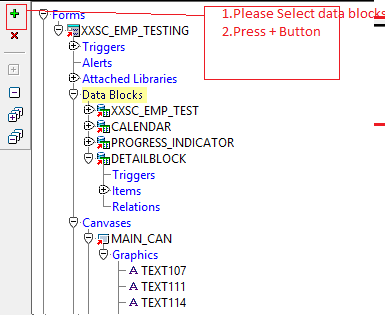 1.Please Select data blocks
2.Press + Button
Forms
XXSC_EMP_TESTING
Triggers
Alerts
Attached Libraries
Data Blocks
XXSC_EMP_TEST
CALENDAR
PROGRESS_INDICATOR
DETAILBLOCK
Triggers
Items
Relations
Canvases
MAIN_CAN
Graphics
A TEXT107
A TEXT111
A TEXT114